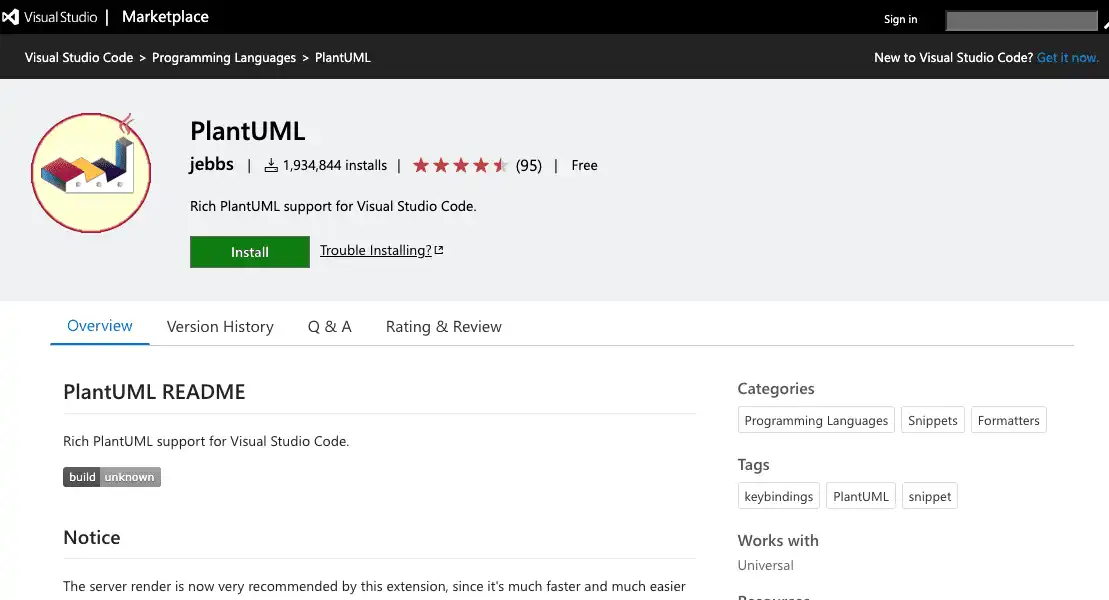 Visual Studio | Marketplace
Sign in
Visual Studio Code > Programming Languages > PlantUML
New to Visual Studio Code? Get it now.
PlantUML
jebbs | 1,934,844 installs | (95) | Free
Rich PlantUML support for Visual Studio Code.
Install Trouble Installing?
Overview Version History Q & A Rating & Review
PlantUML README
Rich PlantUML support for Visual Studio Code.
build unknown
Notice
The server render is now very recommended by this extension, since it's much faster and much easier
Categories
Programming Languages Snippets Formatters
Tags
keybindings PlantUML snippet
Works with
Universal
Resources